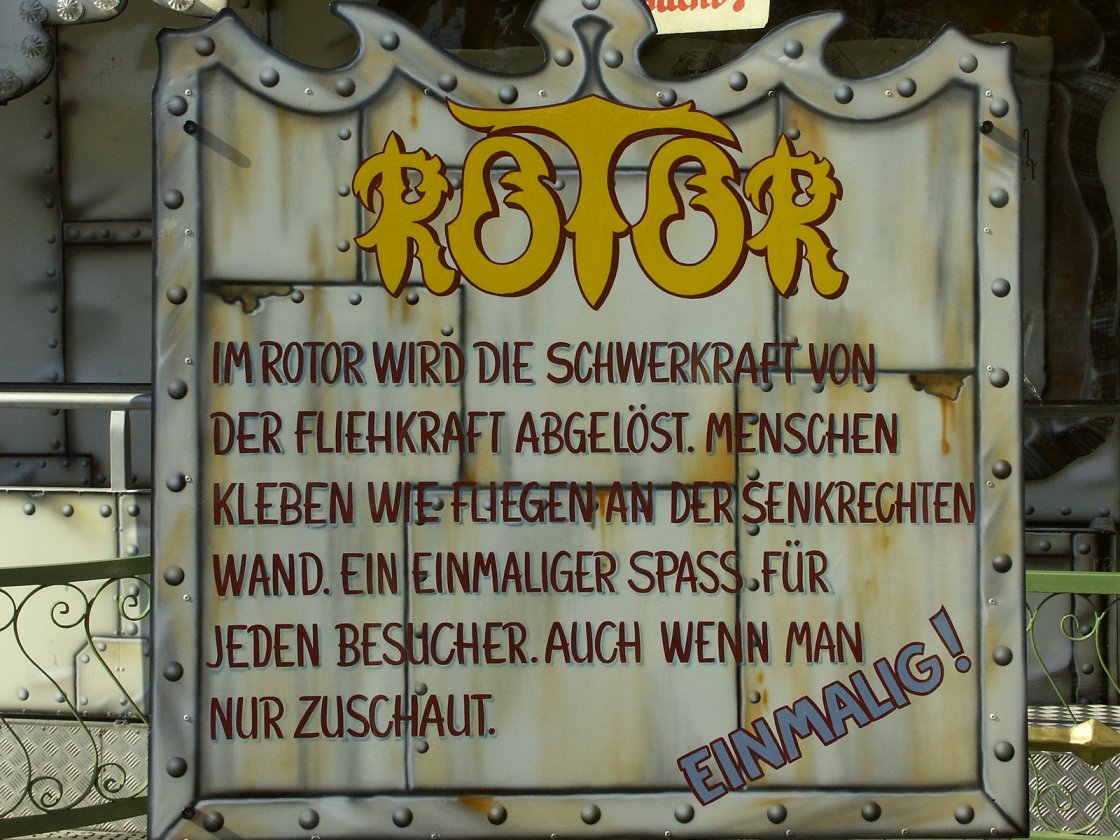 ROTOR
IM ROTOR WIRD DIE SCHWERKRAFT VON
DER FLIEHKRAFT ABGELÖST. MENSCHEN
KLEBEN WIE FLIEGEN AN DER SENKRECHTEN
WAND. EIN EINMALIGER SPASS FÜR
JEDEN BESUCHER. AUCH WENN MAN
NUR ZUSCHAUT.
EINMALIG!